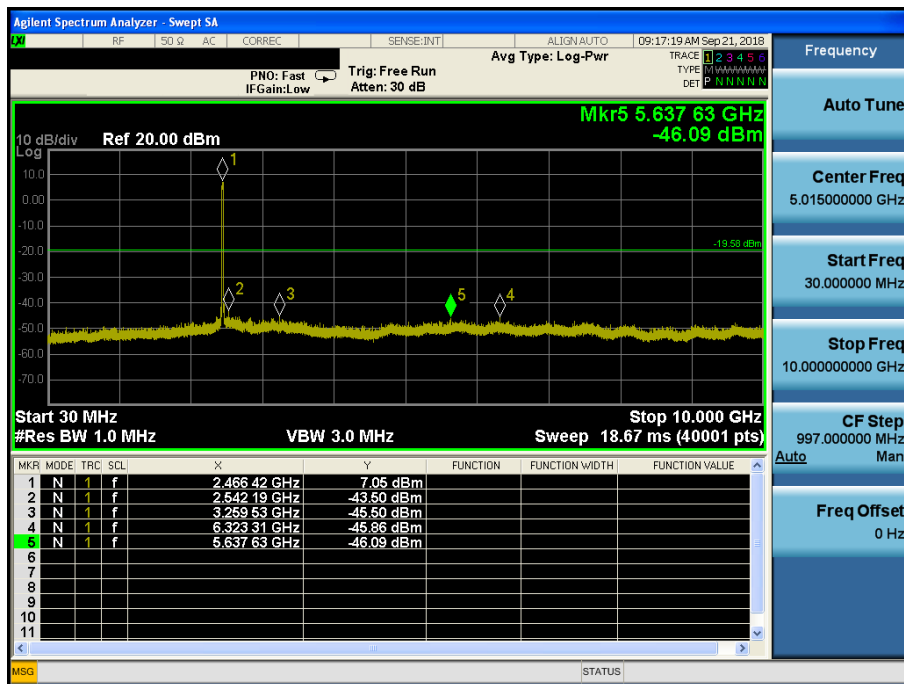 Agilent Spectrum Analyzer - Swept SA
LXI RF 50 Ω AC CORREC SENSE:INT ALIGN AUTO 09:17:19 AM Sep 21, 2018
Avg Type: Log-Pwr TRACE 1 2 3 4 5 6
PNO: Fast Trig: Free Run TYPE M WWWWW
IFGain:Low Atten: 30 dB DET P N N N N N
Mkr5 5.637 63 GHz
-46.09 dBm
10 dB/div Ref 20.00 dBm
Log
10.0
0.00
-10.0
-20.0
-30.0
-40.0
-50.0
-60.0
-70.0
1
2
3
5
4
-19.58 dBm
Start 30 MHz Stop 10.000 GHz
#Res BW 1.0 MHz VBW 3.0 MHz Sweep 18.67 ms (40001 pts)
MKR MODE TRC SCL X Y FUNCTION FUNCTION WIDTH FUNCTION VALUE
1 N 1 f 2.466 42 GHz 7.05 dBm
2 N 1 f 2.542 19 GHz -43.50 dBm
3 N 1 f 3.259 53 GHz -45.50 dBm
4 N 1 f 6.323 31 GHz -45.86 dBm
5 N 1 f 5.637 63 GHz -46.09 dBm
6
7
8
9
10
11
MSG STATUS
Frequency
Auto Tune
Center Freq
5.015000000 GHz
Start Freq
30.000000 MHz
Stop Freq
10.000000000 GHz
CF Step
997.000000 MHz
Auto Man
Freq Offset
0 Hz